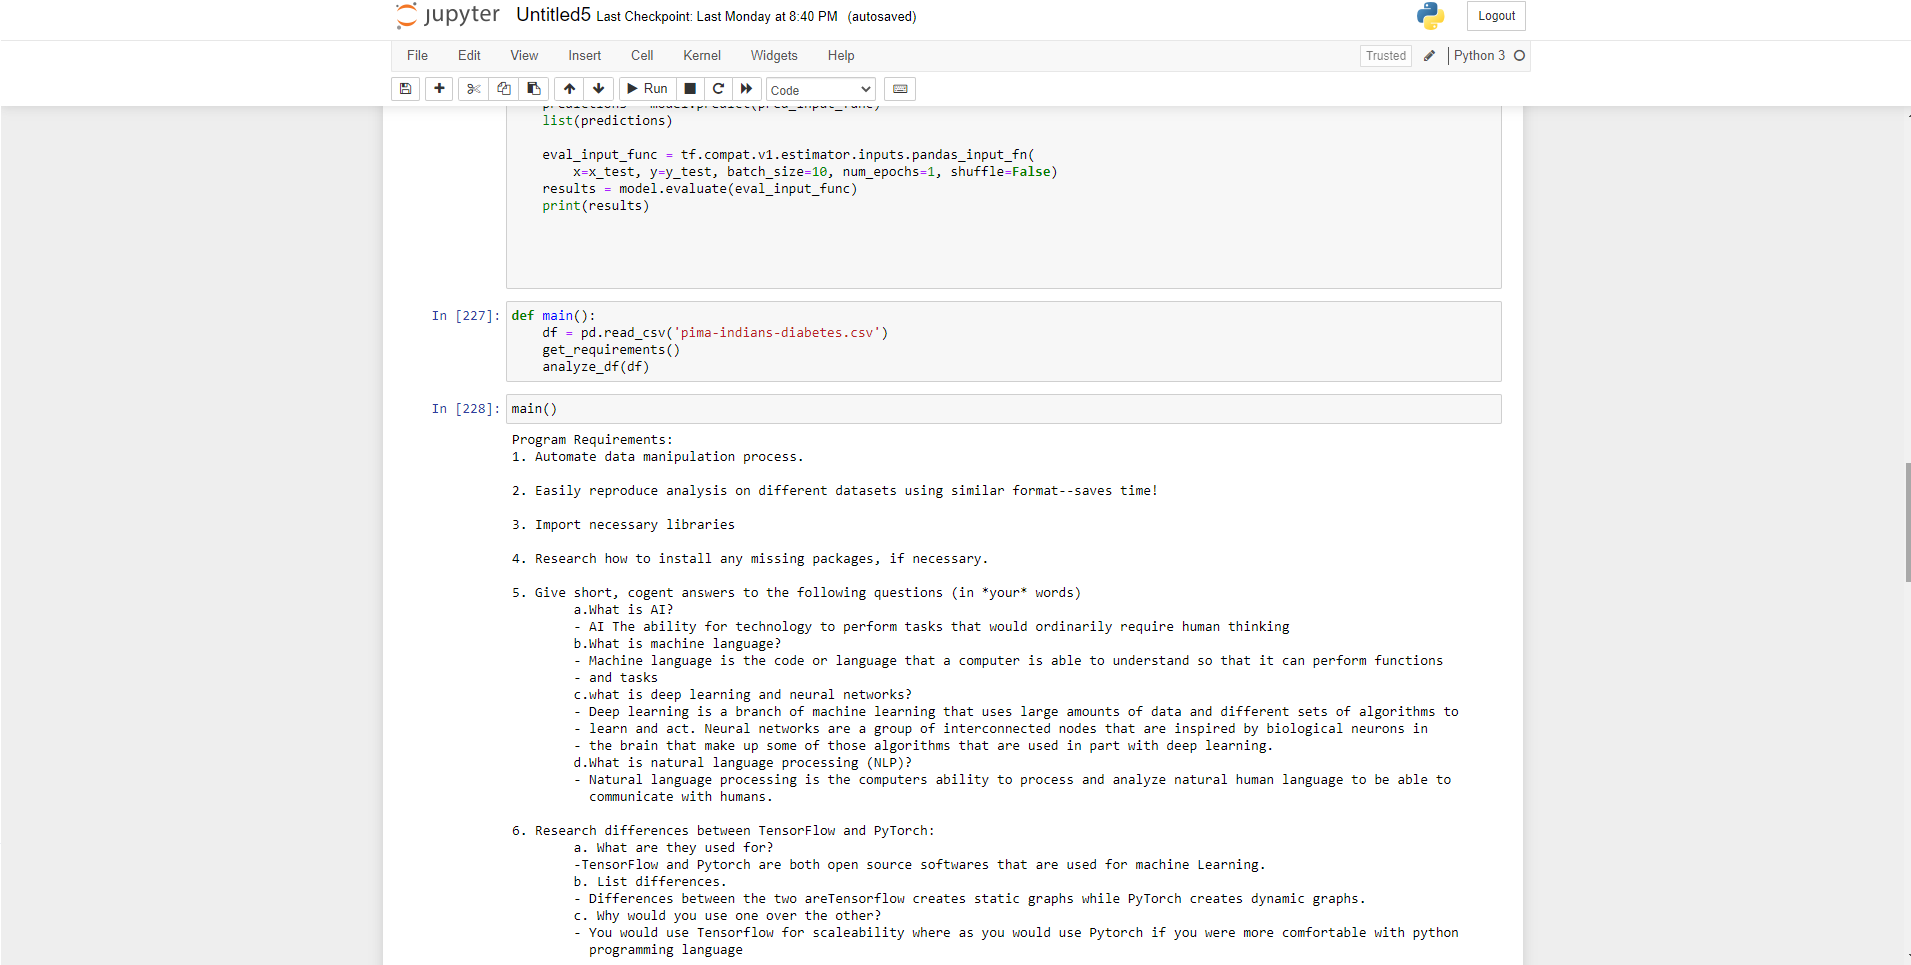 jupyter Untitled5 Last Checkpoint: Last Monday at 8:40 PM (autosaved) Logout
File Edit View Insert Cell Kernel Widgets Help Trusted Python 3
Run Code
predictions = model.predict(pred_input_func)
list(predictions)
eval_input_func = tf.compat.v1.estimator.inputs.pandas_input_fn(
x=x_test, y=y_test, batch_size=10, num_epochs=1, shuffle=False)
results = model.evaluate(eval_input_func)
print(results)
In [227]: def main():
df = pd.read_csv('pima-indians-diabetes.csv')
get_requirements()
analyze_df(df)
In [228]: main()
Program Requirements:
1. Automate data manipulation process.
2. Easily reproduce analysis on different datasets using similar format--saves time!
3. Import necessary libraries
4. Research how to install any missing packages, if necessary.
5. Give short, cogent answers to the following questions (in *your* words)
a.What is AI?
- AI The ability for technology to perform tasks that would ordinarily require human thinking
b.What is machine language?
- Machine language is the code or language that a computer is able to understand so that it can perform functions
- and tasks
c.what is deep learning and neural networks?
- Deep learning is a branch of machine learning that uses large amounts of data and different sets of algorithms to
- learn and act. Neural networks are a group of interconnected nodes that are inspired by biological neurons in
- the brain that make up some of those algorithms that are used in part with deep learning.
d.What is natural language processing (NLP)?
- Natural language processing is the computers ability to process and analyze natural human language to be able to
communicate with humans.
6. Research differences between TensorFlow and PyTorch:
a. What are they used for?
-TensorFlow and Pytorch are both open source softwares that are used for machine Learning.
b. List differences.
- Differences between the two areTensorflow creates static graphs while PyTorch creates dynamic graphs.
c. Why would you use one over the other?
- You would use Tensorflow for scaleability where as you would use Pytorch if you were more comfortable with python
programming language